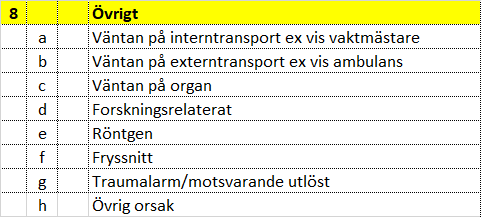 8 Övrigt
a Väntan på interntransport ex vis vaktmästare
b Väntan på externtransport ex vis ambulans
c Väntan på organ
d Forskningsrelaterat
e Röntgen
f Fryssnitt
g Traumalarm/motsvarande utlöst
h Övrig orsak